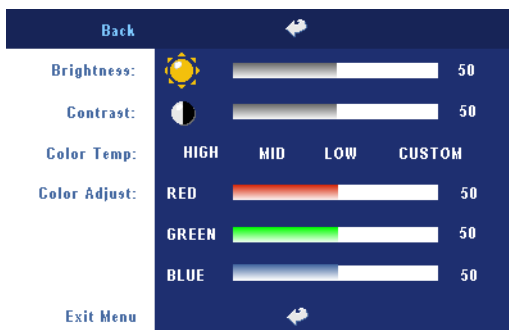 Back
Brightness: 50
Contrast: 50
Color Temp: HIGH MID LOW CUSTOM
Color Adjust: RED 50
GREEN 50
BLUE 50
Exit Menu